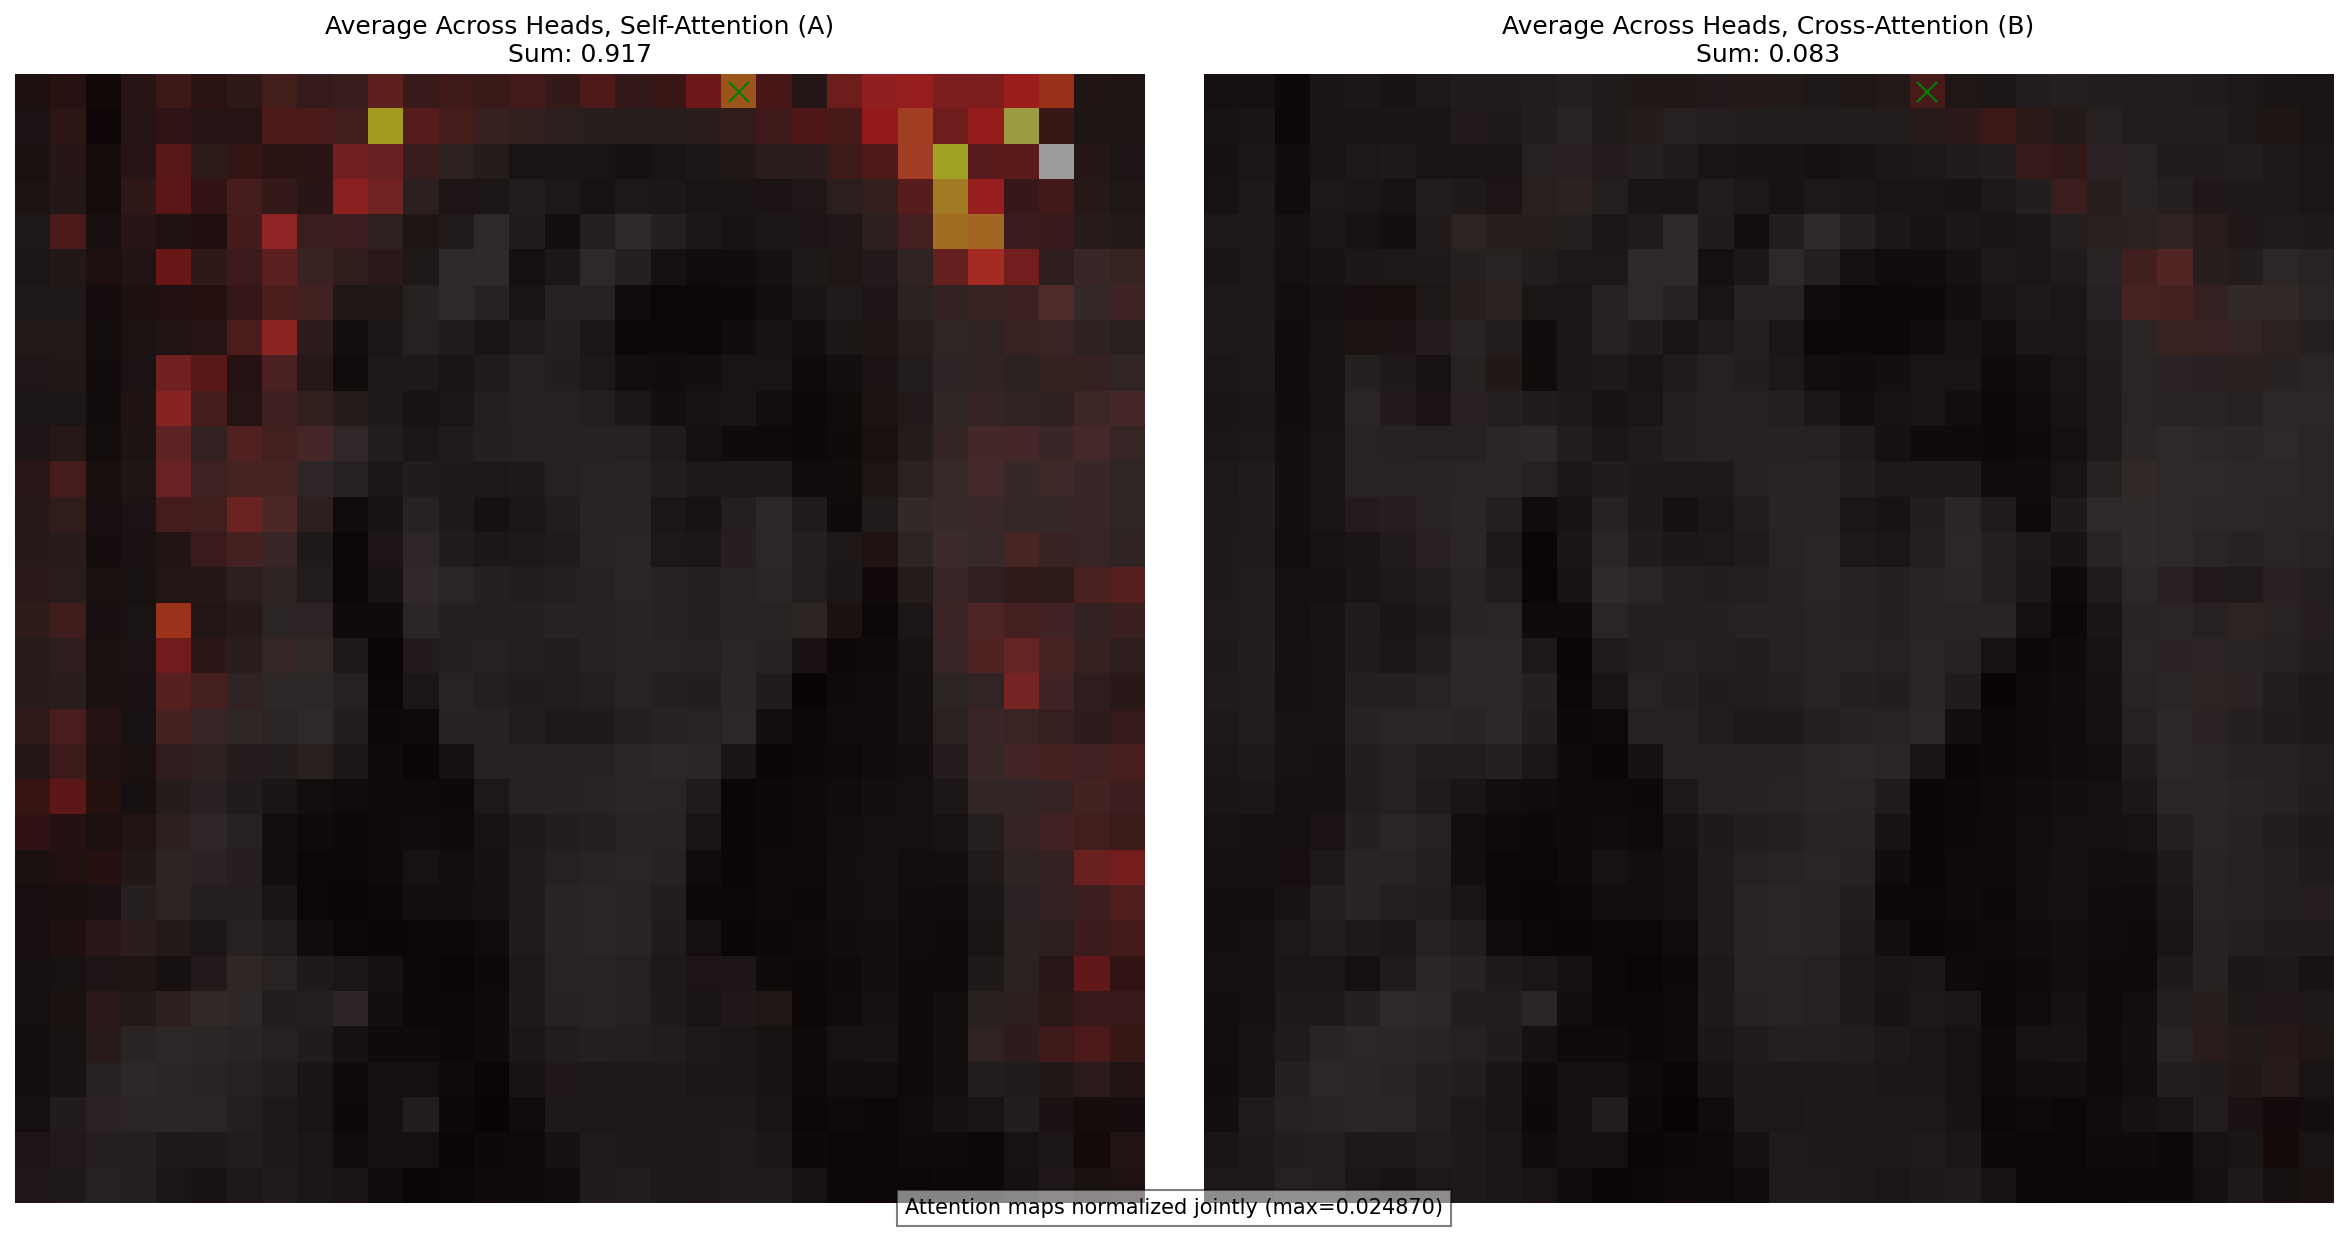 Average Across Heads, Self-Attention (A)
Sum: 0.917
Average Across Heads, Cross-Attention (B)
Sum: 0.083
Attention maps normalized jointly (max=0.024870)